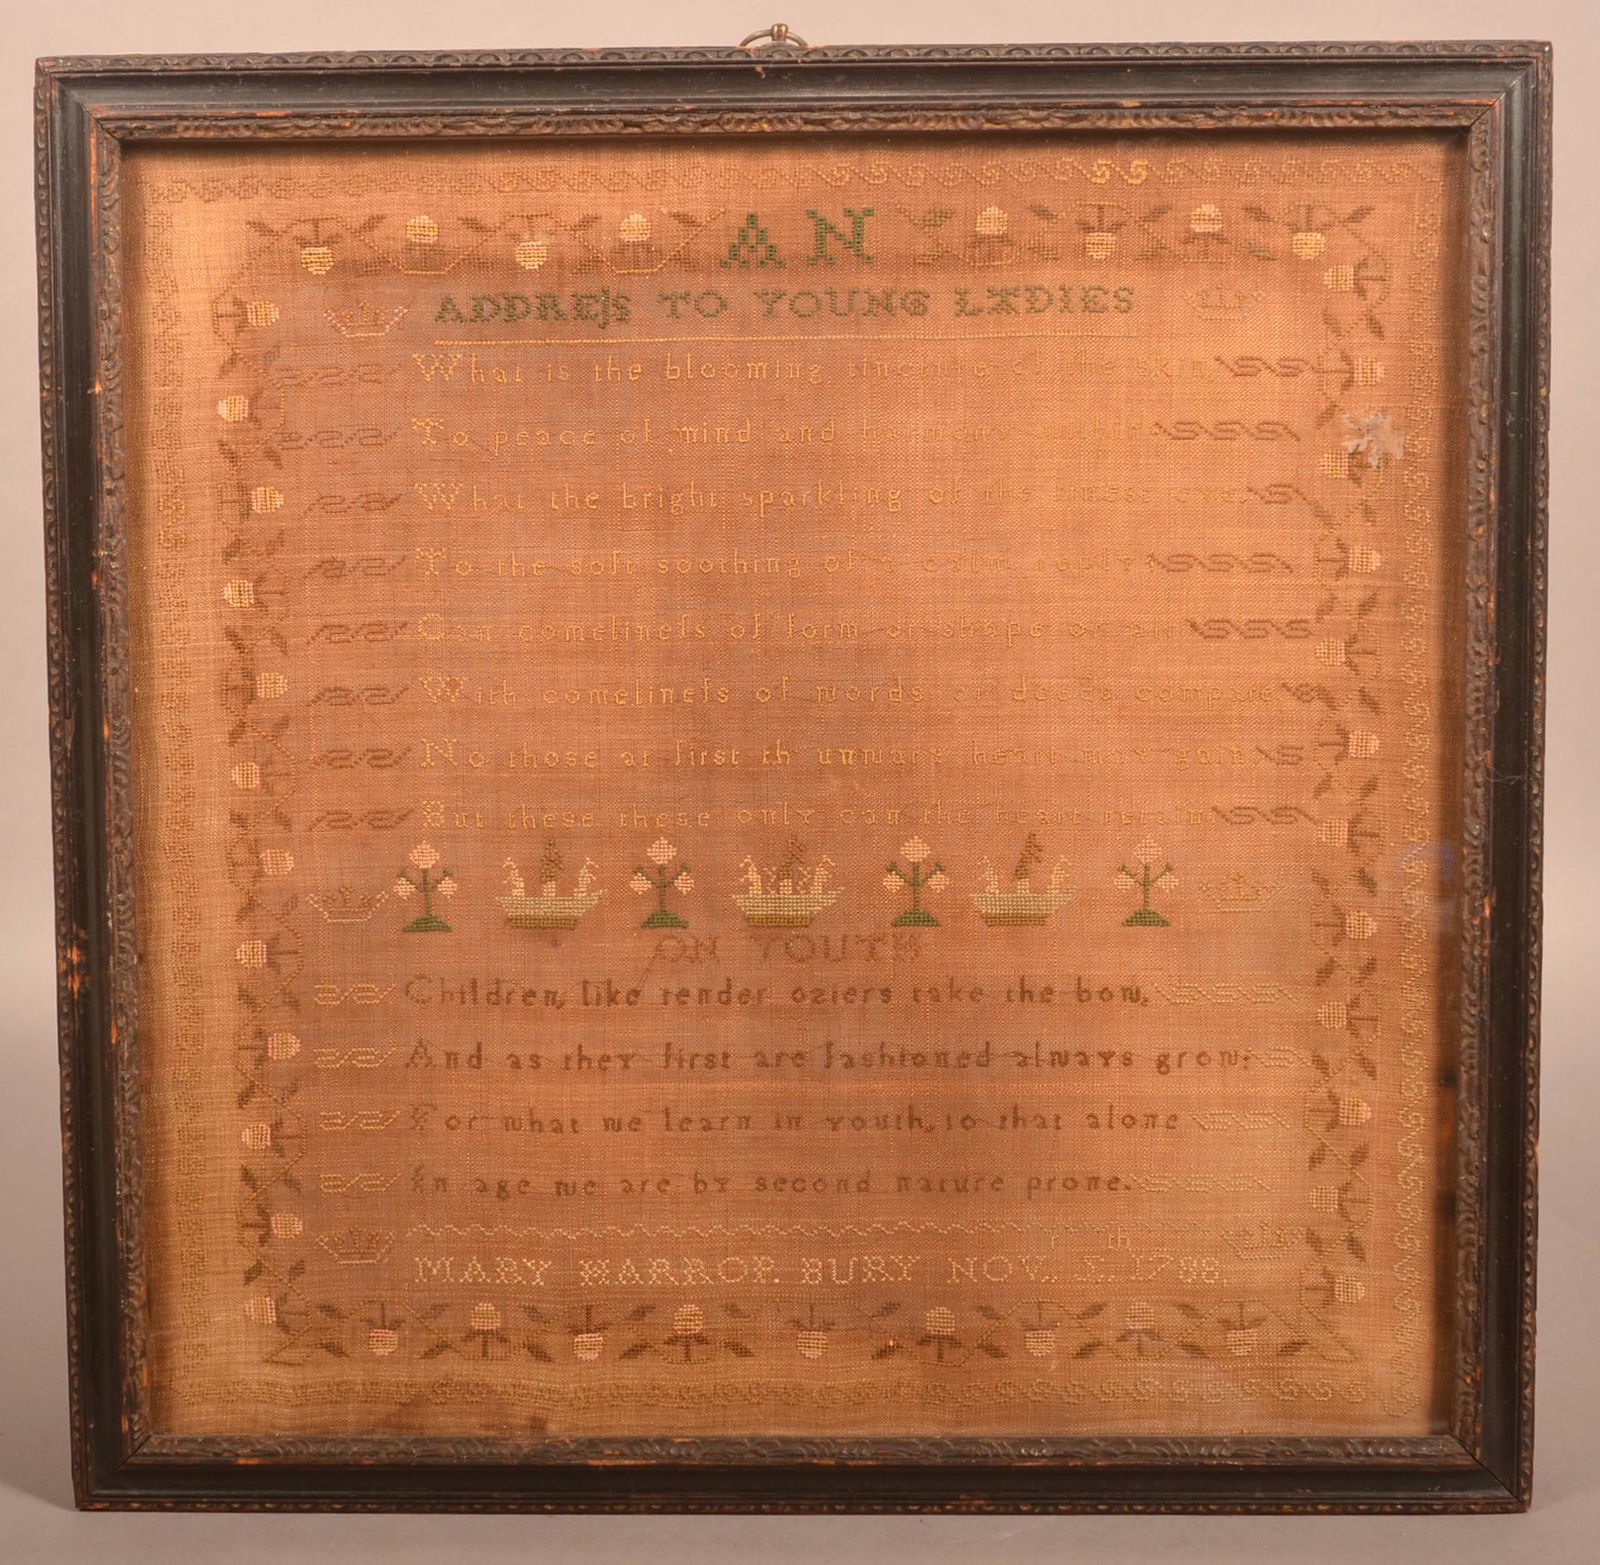 AN
ADDREſS TO YOUNG LADIES
What is the blooming tincture of the skin,
To peace of mind and harmony within
What the bright sparkling of the finest eye,
To the soft soothing of a calm reply
Can comelineſs of form or shape or air
With comelineſs of words or deeds compare
No those at first th unwary heart may gain
But these these only can the heart retain
ON YOUTH
Children, like tender oziers take the bow,
And as they first are fashioned always grow;
For what we learn in youth, to that alone
In age we are by second nature prone.
MARY HARROP. BURY NOV. th 1788.